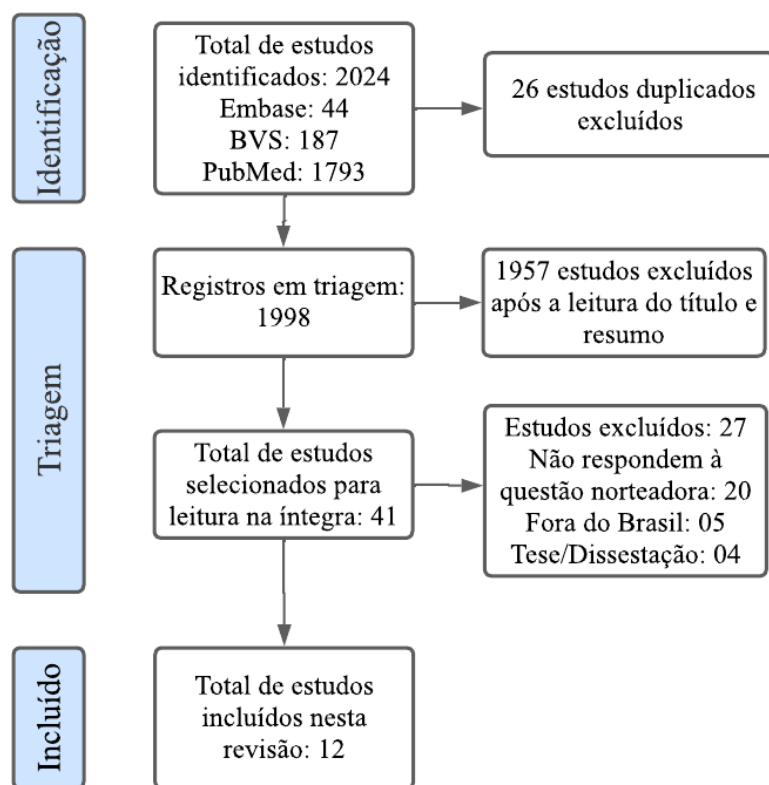 Identificação
Total de estudos
identificados: 2024
Embase: 44
BVS: 187
PubMed: 1793
26 estudos duplicados
excluídos
Triagem
Registros em triagem:
1998
1957 estudos excluídos
após a leitura do título e
resumo
Total de estudos
selecionados para
leitura na íntegra: 41
Estudos excluídos: 27
Não respondem à
questão norteadora: 20
Fora do Brasil: 05
Tese/Dissestação: 04
Incluído
Total de estudos
incluídos nesta
revisão: 12